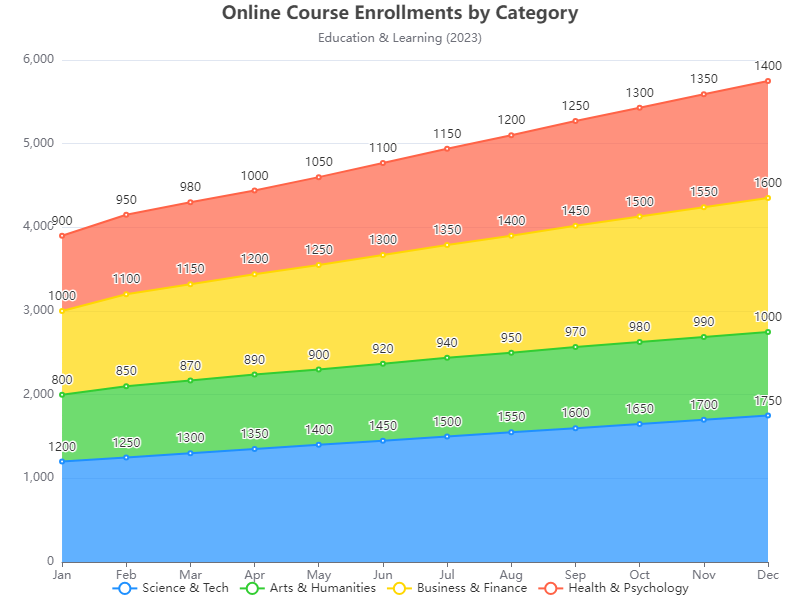 Online Course Enrollments by Category
Education & Learning (2023)
6,000
5,000
4,000
3,000
2,000
1,000
0
900 950 980 1000 1050 1100 1150 1200 1250 1300 1350 1400
1000 1100 1150 1200 1250 1300 1350 1400 1450 1500 1550 1600
800 850 870 890 900 920 940 950 970 980 990 1000
1200 1250 1300 1350 1400 1450 1500 1550 1600 1650 1700 1750
Jan Feb Mar Apr May Jun Jul Aug Sep Oct Nov Dec
Science & Tech Arts & Humanities Business & Finance Health & Psychology